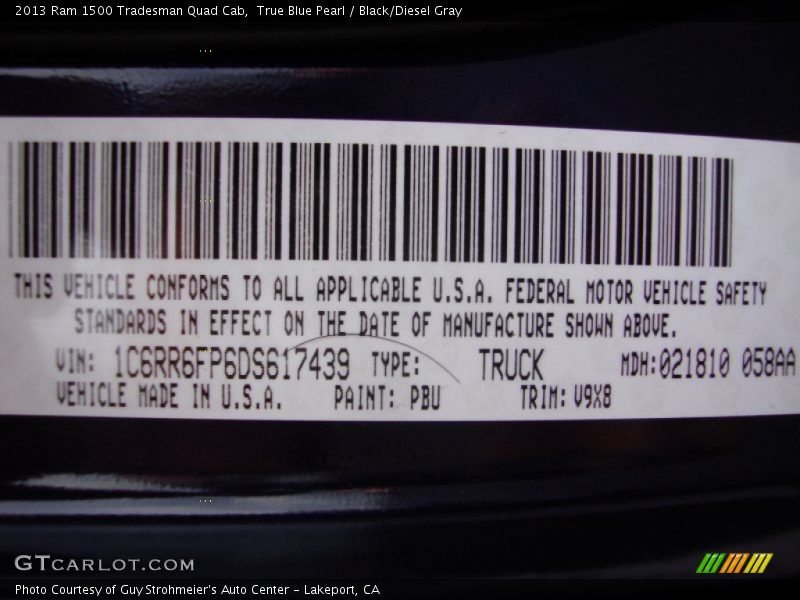 2013 Ram 1500 Tradesman Quad Cab,  True Blue Pearl / Black/Diesel Gray
THIS VEHICLE CONFORMS TO ALL APPLICABLE U.S.A. FEDERAL MOTOR VEHICLE SAFETY
STANDARDS IN EFFECT ON THE DATE OF MANUFACTURE SHOWN ABOVE.
VIN: 1C6RR6FP6DS617439 TYPE: TRUCK MDH:021810 058AA
VEHICLE MADE IN U.S.A. PAINT: PBU TRIM: V9X8
GTCARLOT.COM
Photo Courtesy of Guy Strohmeier's Auto Center - Lakeport, CA